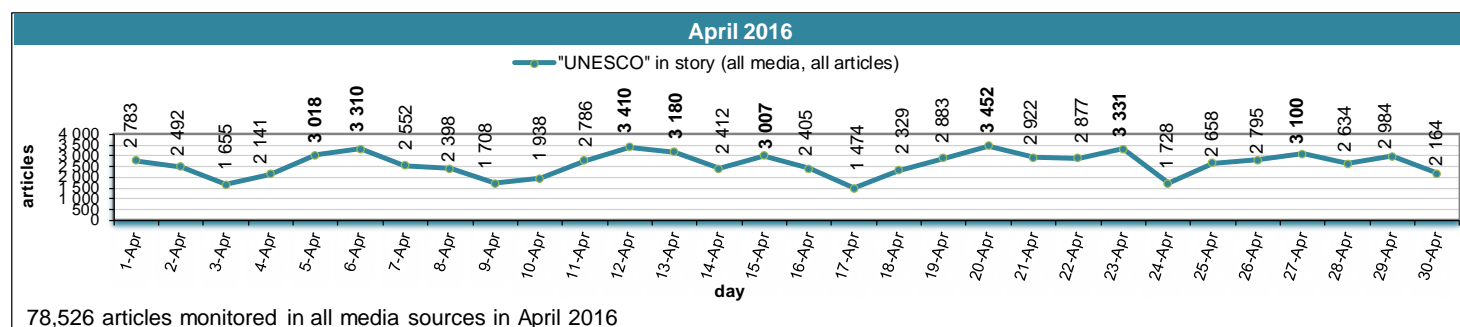 April 2016
"UNESCO" in story (all media, all articles)
2 783 2 492 1 655 2 141 3 018 3 310 2 552 2 398 1 708 1 938 2 786 3 410 3 180 2 412 3 007 2 405 1 474 2 329 2 883 3 452 2 922 2 877 3 331 1 728 2 658 2 795 3 100 2 634 2 984 2 164
articles
4 000
3 500
3 000
2 500
2 000
1 500
1 000
500
0
1-Apr 2-Apr 3-Apr 4-Apr 5-Apr 6-Apr 7-Apr 8-Apr 9-Apr 10-Apr 11-Apr 12-Apr 13-Apr 14-Apr 15-Apr 16-Apr 17-Apr 18-Apr 19-Apr 20-Apr 21-Apr 22-Apr 23-Apr 24-Apr 25-Apr 26-Apr 27-Apr 28-Apr 29-Apr 30-Apr
day
78,526 articles monitored in all media sources in April 2016